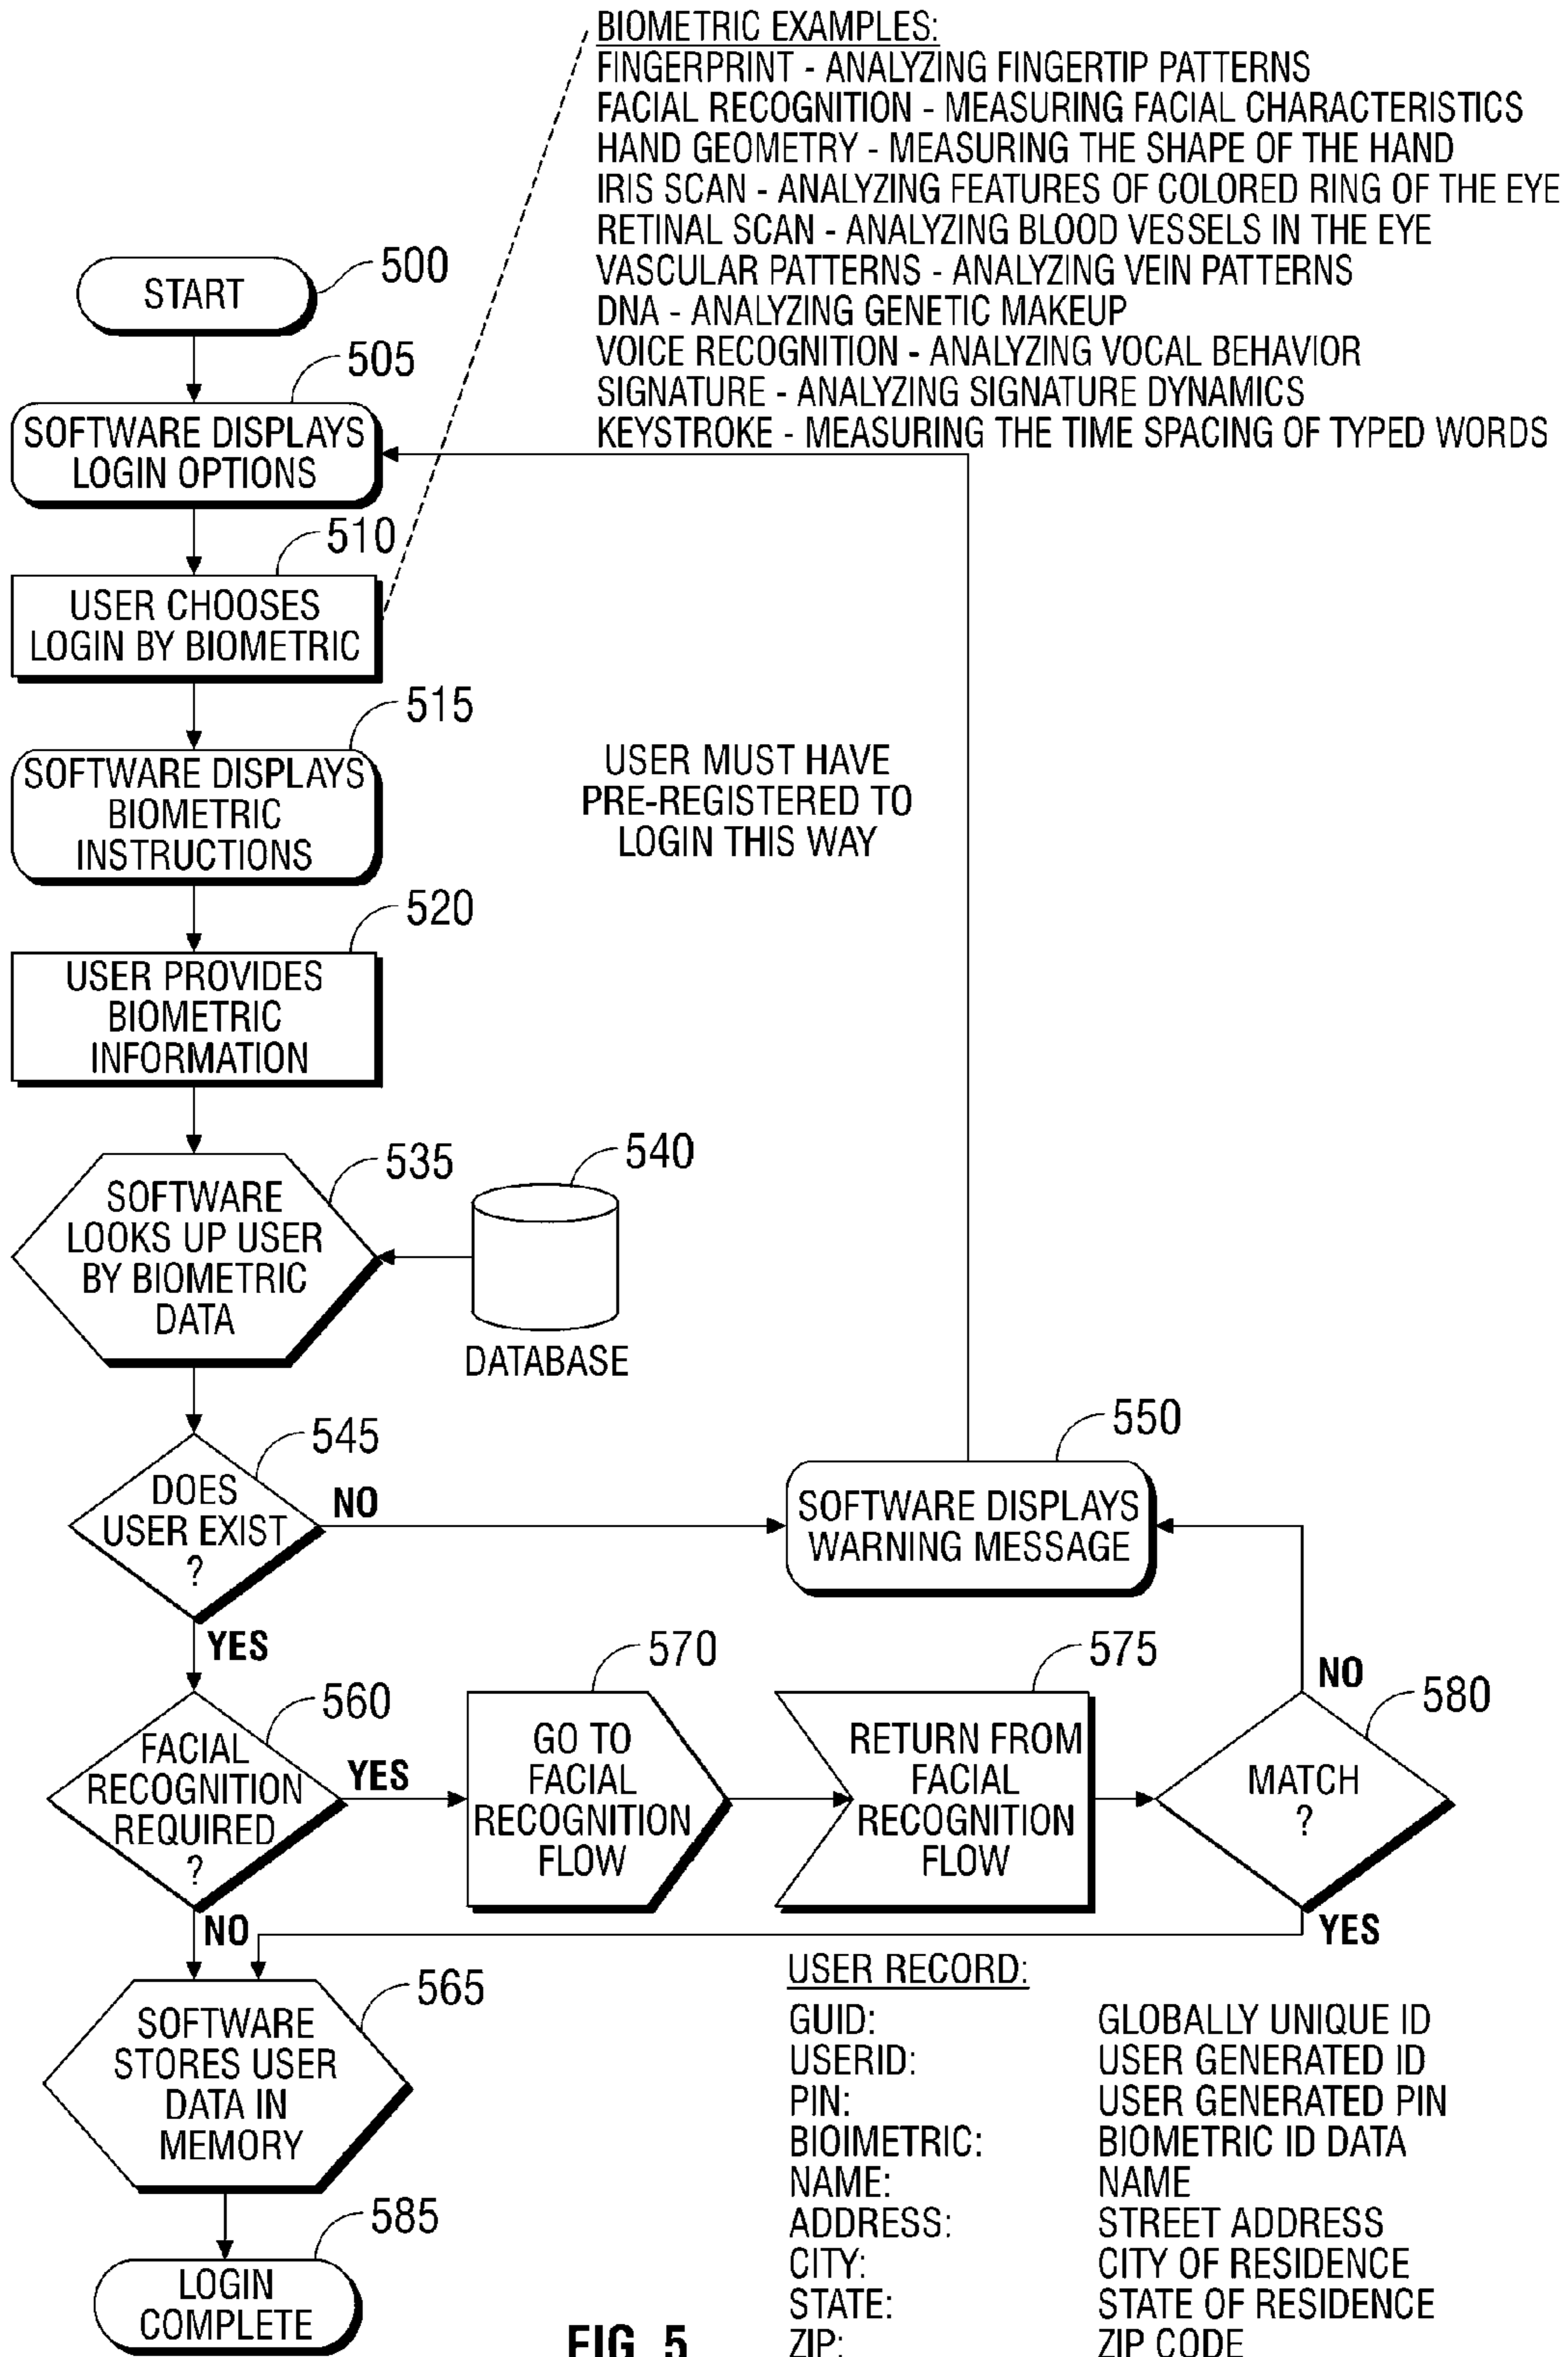 BIOMETRIC EXAMPLES:
FINGERPRINT - ANALYZING FINGERTIP PATTERNS
FACIAL RECOGNITION - MEASURING FACIAL CHARACTERISTICS
HAND GEOMETRY - MEASURING THE SHAPE OF THE HAND
IRIS SCAN - ANALYZING FEATURES OF COLORED RING OF THE EYE
RETINAL SCAN - ANALYZING BLOOD VESSELS IN THE EYE
VASCULAR PATTERNS - ANALYZING VEIN PATTERNS
DNA - ANALYZING GENETIC MAKEUP
VOICE RECOGNITION - ANALYZING VOCAL BEHAVIOR
SIGNATURE - ANALYZING SIGNATURE DYNAMICS
KEYSTROKE - MEASURING THE TIME SPACING OF TYPED WORDS
START
500
505
SOFTWARE DISPLAYS
LOGIN OPTIONS
510
USER CHOOSES
LOGIN BY BIOMETRIC
515
SOFTWARE DISPLAYS
BIOMETRIC
INSTRUCTIONS
USER MUST HAVE
PRE-REGISTERED TO
LOGIN THIS WAY
520
USER PROVIDES
BIOMETRIC
INFORMATION
535
SOFTWARE
LOOKS UP USER
BY BIOMETRIC
DATA
540
DATABASE
545
DOES
USER EXIST
?
NO
YES
550
SOFTWARE DISPLAYS
WARNING MESSAGE
560
FACIAL
RECOGNITION
REQUIRED
?
YES
NO
570
GO TO
FACIAL
RECOGNITION
FLOW
575
RETURN FROM
FACIAL
RECOGNITION
FLOW
580
MATCH
?
NO
YES
565
SOFTWARE
STORES USER
DATA IN
MEMORY
585
LOGIN
COMPLETE
USER RECORD:
GUID: GLOBALLY UNIQUE ID
USERID: USER GENERATED ID
PIN: USER GENERATED PIN
BIOIMETRIC: BIOMETRIC ID DATA
NAME: NAME
ADDRESS: STREET ADDRESS
CITY: CITY OF RESIDENCE
STATE: STATE OF RESIDENCE
ZIP: ZIP CODE
FIG. 5